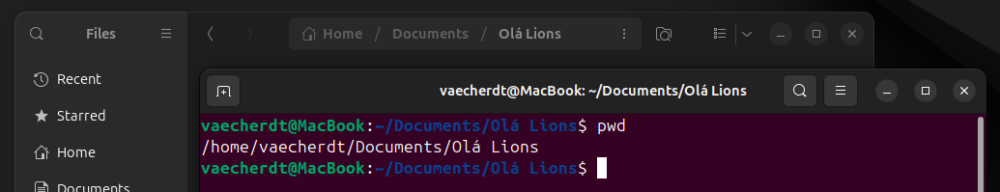 Files
Home / Documents / Olá Lions
Recent
Starred
Home
Documents
vaecherdt@MacBook: ~/Documents/Olá Lions
vaecherdt@MacBook:~/Documents/Olá Lions$ pwd
/home/vaecherdt/Documents/Olá Lions
vaecherdt@MacBook:~/Documents/Olá Lions$